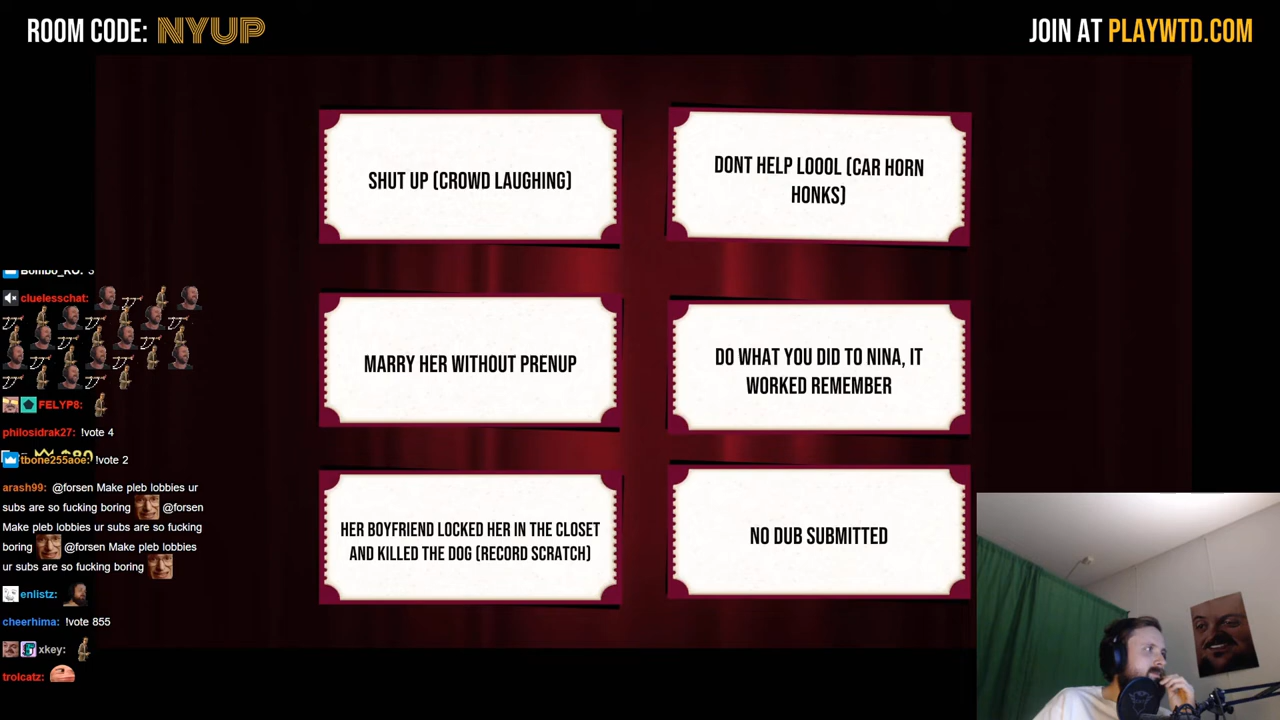 ROOM CODE: NYUP
JOIN AT PLAYWTD.COM
SHUT UP (CROWD LAUGHING)
DONT HELP LOOOL (CAR HORN
HONKS)
MARRY HER WITHOUT PRENUP
DO WHAT YOU DID TO NINA, IT
WORKED REMEMBER
HER BOYFRIEND LOCKED HER IN THE CLOSET
AND KILLED THE DOG (RECORD SCRATCH)
NO DUB SUBMITTED
Bombo_RO: 3
cluelesschat:
FELYP8:
philosidrak27: !vote 4
tbone255aoe: !vote 2
arash99: @forsen Make pleb lobbies ur
subs are so fucking boring @forsen
Make pleb lobbies ur subs are so fucking
boring @forsen Make pleb lobbies
ur subs are so fucking boring
enlistz:
cheerhima: !vote 855
xkey:
trolcatz: